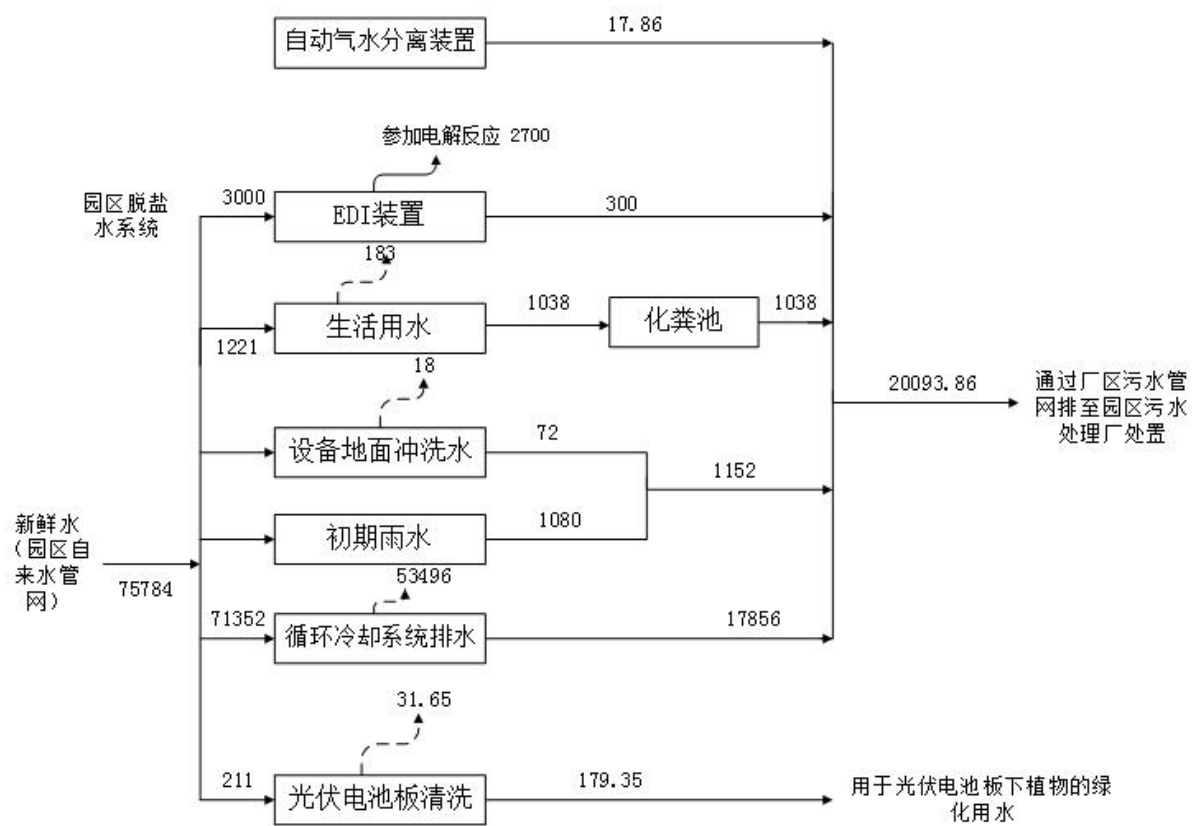 17.86
自动气水分离装置
参加电解反应 2700
园区脱盐
水系统
3000
EDI装置
300
183
1221
生活用水
1038
化粪池
1038
18
设备地面冲洗水
72
1152
20093.86
通过厂区污水管
网排至园区污水
处理厂处置
新鲜水
（园区自
来水管
网）
75784
初期雨水
1080
53496
71352
循环冷却系统排水
17856
31.65
211
光伏电池板清洗
179.35
用于光伏电池板下植物的绿
化用水